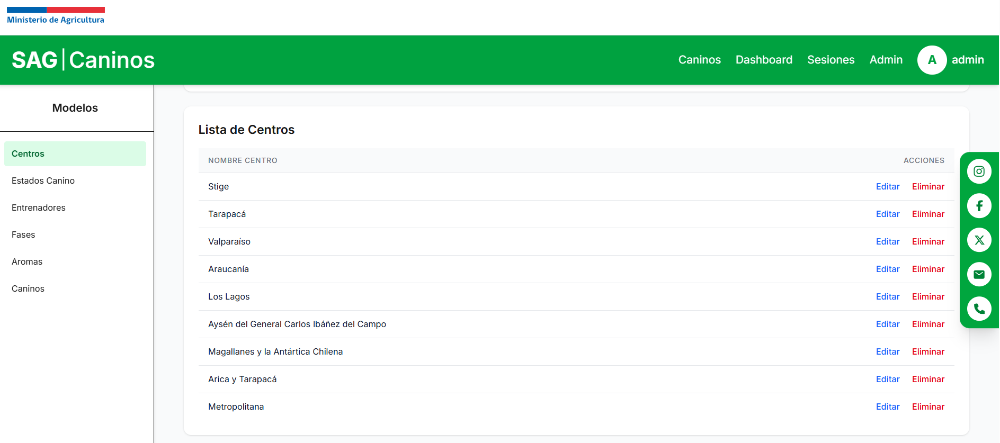 Ministerio de Agricultura
SAG|Caninos
Caninos Dashboard Sesiones Admin A admin
Modelos
Centros
Estados Canino
Entrenadores
Fases
Aromas
Caninos
Lista de Centros
NOMBRE CENTRO ACCIONES
Stige Editar Eliminar
Tarapacá Editar Eliminar
Valparaíso Editar Eliminar
Araucanía Editar Eliminar
Los Lagos Editar Eliminar
Aysén del General Carlos Ibáñez del Campo Editar Eliminar
Magallanes y la Antártica Chilena Editar Eliminar
Arica y Tarapacá Editar Eliminar
Metropolitana Editar Eliminar